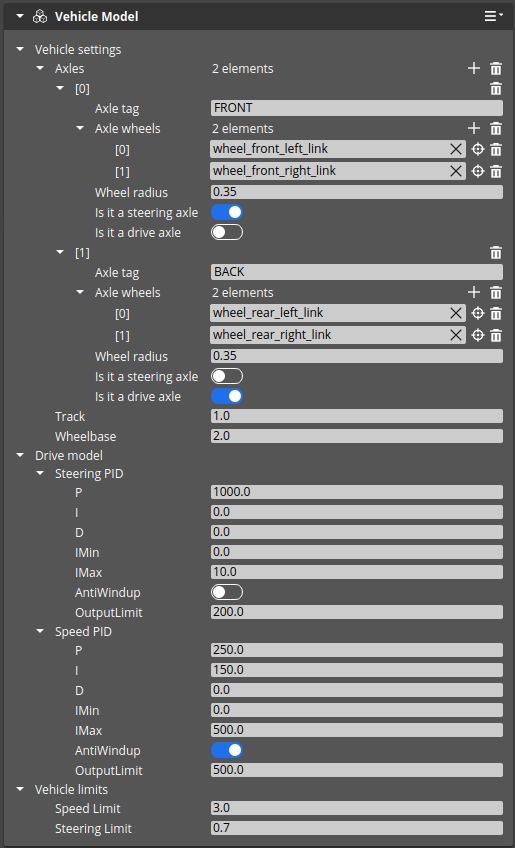 Vehicle Model
Vehicle settings
Axles 2 elements
[0]
Axle tag FRONT
Axle wheels 2 elements
[0] wheel_front_left_link
[1] wheel_front_right_link
Wheel radius 0.35
Is it a steering axle
Is it a drive axle
[1]
Axle tag BACK
Axle wheels 2 elements
[0] wheel_rear_left_link
[1] wheel_rear_right_link
Wheel radius 0.35
Is it a steering axle
Is it a drive axle
Track 1.0
Wheelbase 2.0
Drive model
Steering PID
P 1000.0
I 0.0
D 0.0
IMin 0.0
IMax 10.0
AntiWindup
OutputLimit 200.0
Speed PID
P 250.0
I 150.0
D 0.0
IMin 0.0
IMax 500.0
AntiWindup
OutputLimit 500.0
Vehicle limits
Speed Limit 3.0
Steering Limit 0.7